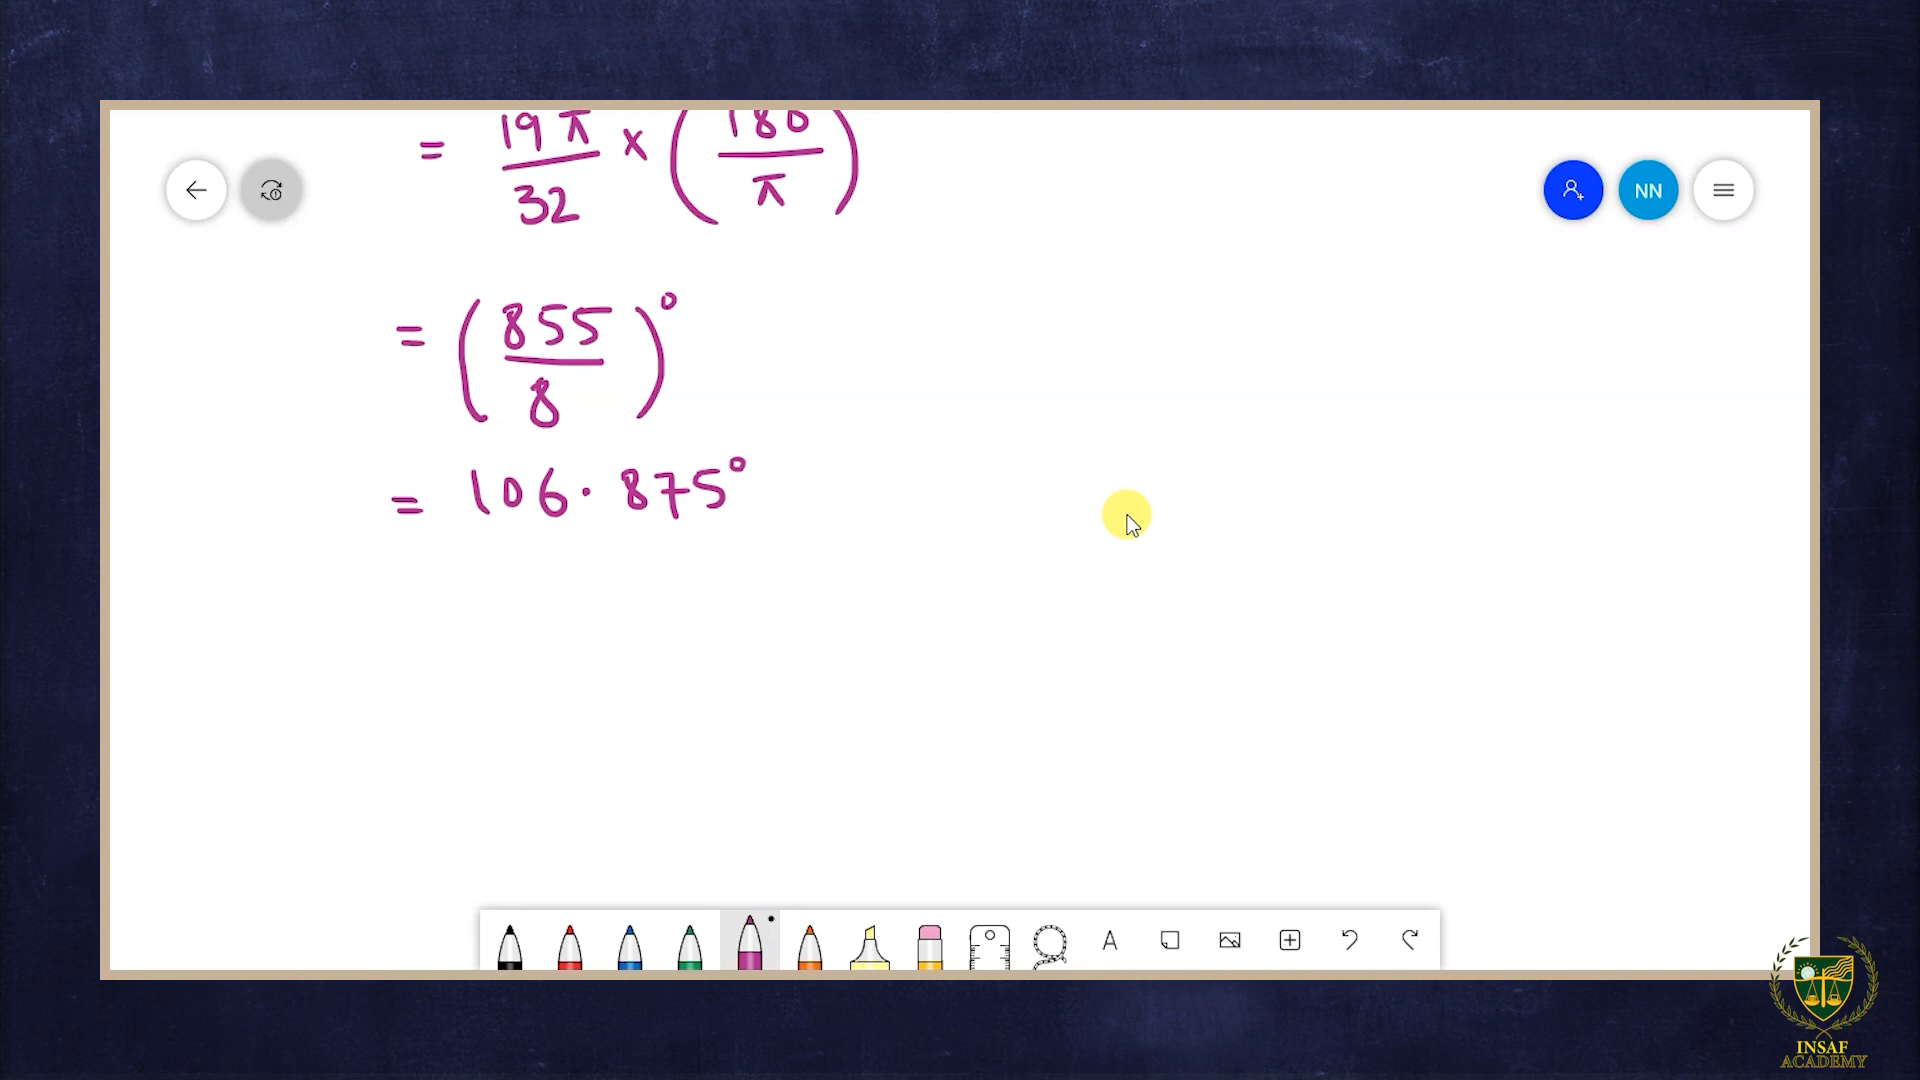 = 19π/32 × (180/π)
NN
= (855/8)°
= 106.875°
A
INSAF
ACADEMY